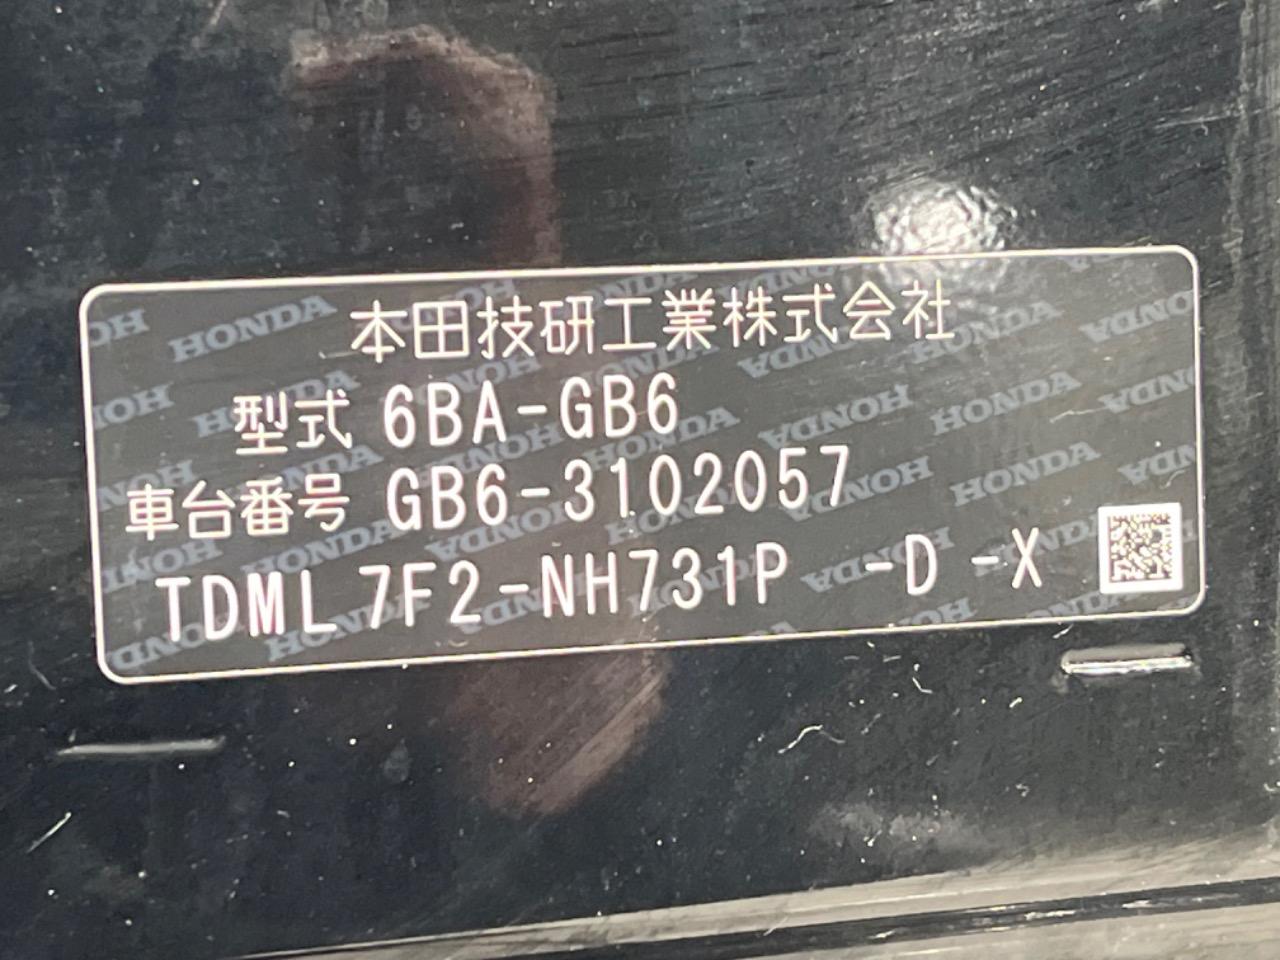 本田技研工業株式会社
型式 6BA-GB6
車台番号 GB6-3102057
TDML7F2-NH731P -D -X